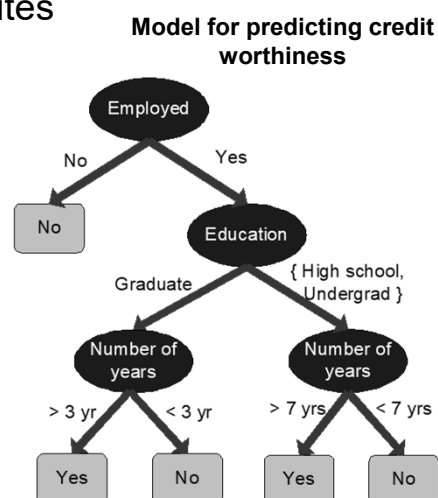 utes
Model for predicting credit
worthiness
Employed
No
Yes
No
Education
Graduate
{ High school,
Undergrad }
Number of
years
Number of
years
> 3 yr
< 3 yr
> 7 yrs
< 7 yrs
Yes
No
Yes
No